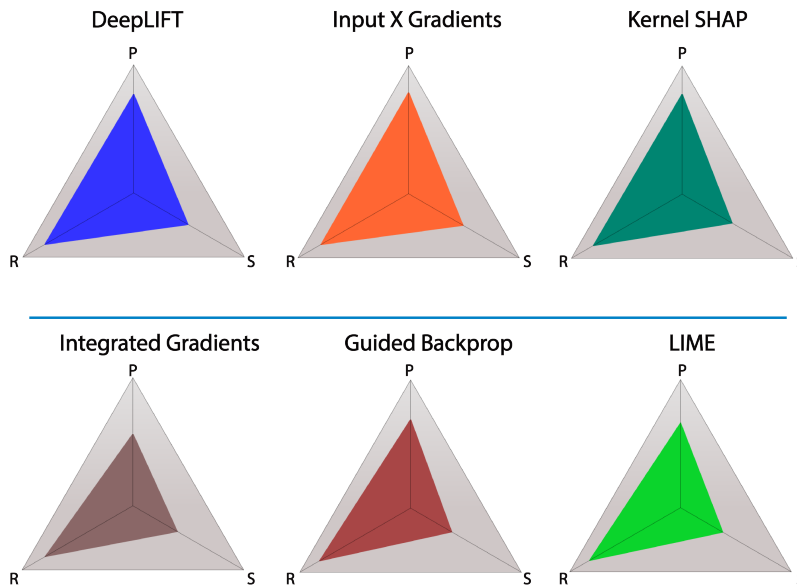 DeepLIFT Input X Gradients Kernel SHAP
P P P
R S R S R
Integrated Gradients Guided Backprop LIME
P P P
R S R S R